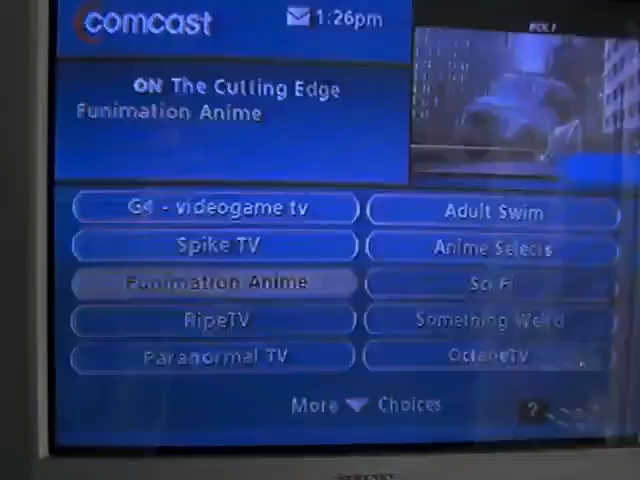 comcast
1:26pm
ON The Cutting Edge
Funimation Anime
G4 - videogame tv
Adult Swim
Spike TV
Anime Selects
Funimation Anime
Sci Fi
RipeTV
Something Weird
Paranormal TV
OctaneTV
More Choices
?